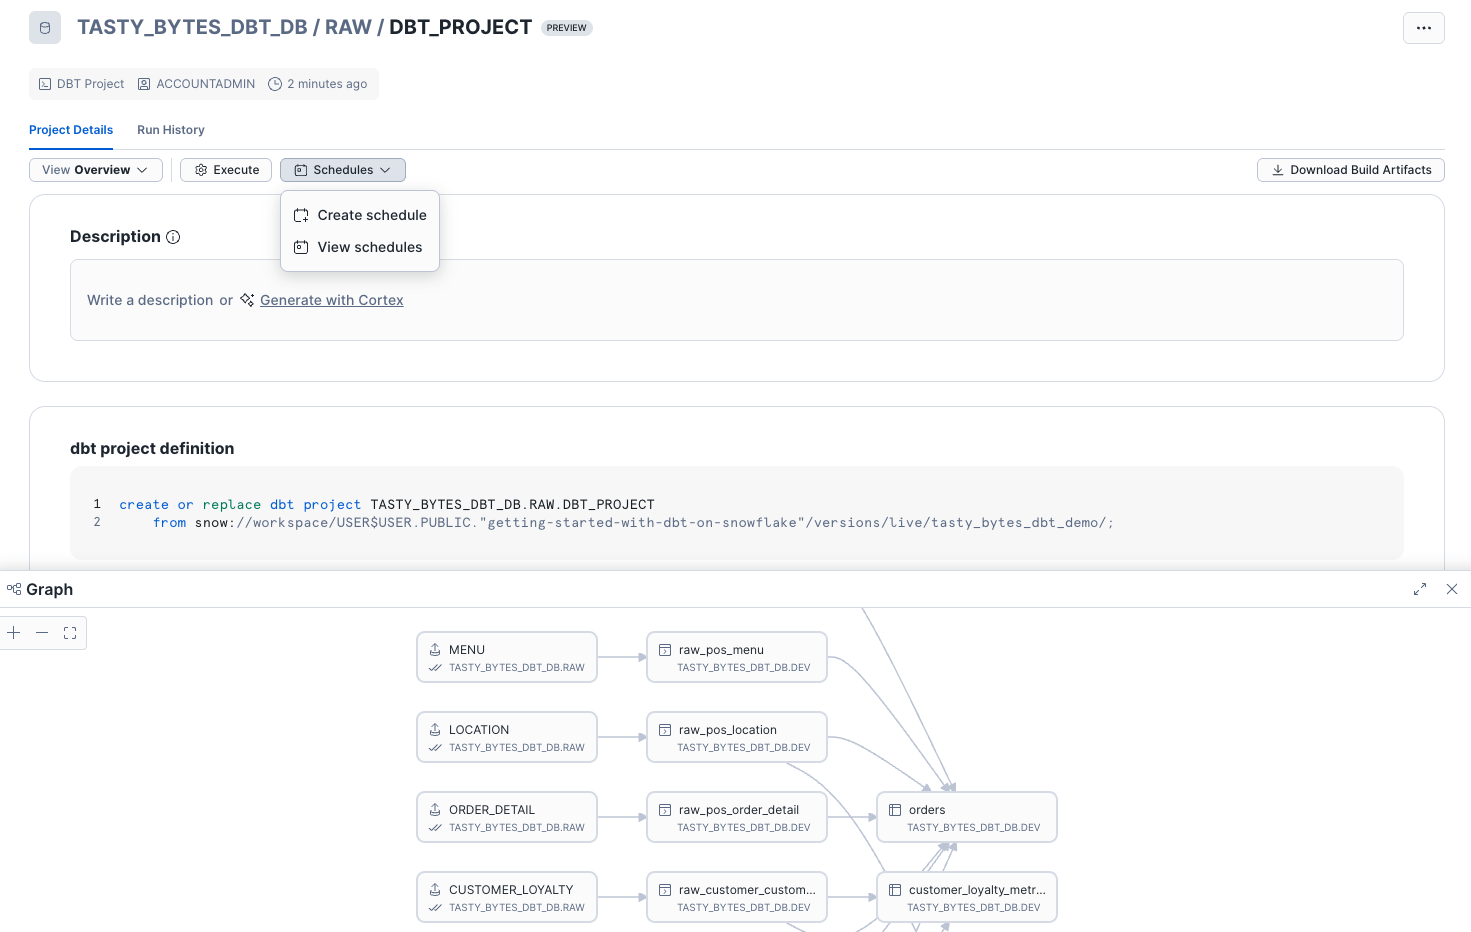 TASTY_BYTES_DBT_DB / RAW / DBT_PROJECT PREVIEW
DBT Project ACCOUNTADMIN 2 minutes ago
Project Details Run History
View Overview Execute Schedules Download Build Artifacts
Create schedule
View schedules
Description
Write a description or Generate with Cortex
dbt project definition
1 create or replace dbt project TASTY_BYTES_DBT_DB.RAW.DBT_PROJECT
2 from snow://workspace/USER$USER.PUBLIC."getting-started-with-dbt-on-snowflake"/versions/live/tasty_bytes_dbt_demo/;
Graph
MENU
TASTY_BYTES_DBT_DB.RAW
raw_pos_menu
TASTY_BYTES_DBT_DB.DEV
LOCATION
TASTY_BYTES_DBT_DB.RAW
raw_pos_location
TASTY_BYTES_DBT_DB.DEV
ORDER_DETAIL
TASTY_BYTES_DBT_DB.RAW
raw_pos_order_detail
TASTY_BYTES_DBT_DB.DEV
orders
TASTY_BYTES_DBT_DB.DEV
CUSTOMER_LOYALTY
TASTY_BYTES_DBT_DB.RAW
raw_customer_custom...
TASTY_BYTES_DBT_DB.DEV
customer_loyalty_metr...
TASTY_BYTES_DBT_DB.DEV